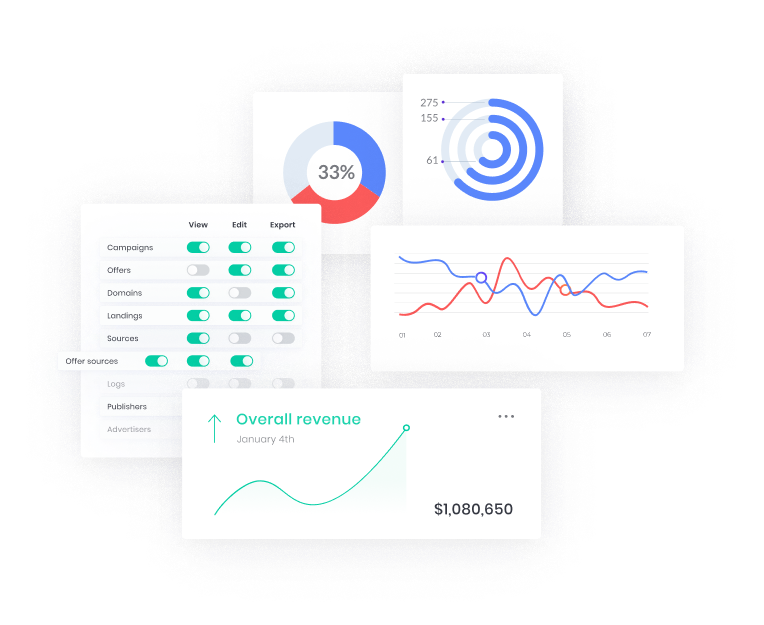 275
155
61
33%
View Edit Export
Campaigns
Offers
Domains
Landings
Sources
Offer sources
Logs
Publishers
Advertisers
01 02 03 04 05 06 07
Overall revenue
January 4th
$1,080,650